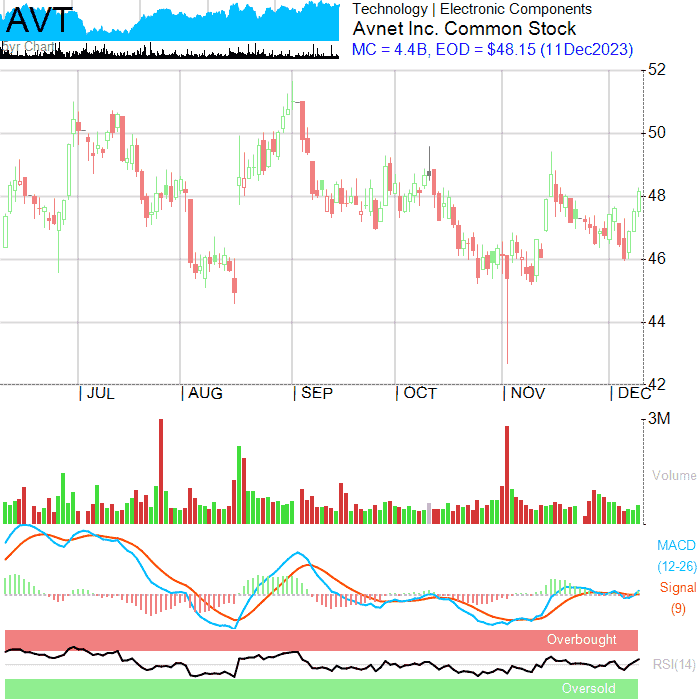 AVT
5yr Chart
Technology | Electronic Components
Avnet Inc. Common Stock
MC = 4.4B, EOD = $48.15 (11Dec2023)
52
50
48
46
44
42
| JUL | AUG | SEP | OCT | NOV | DEC
3M
Volume
MACD
(12-26)
Signal
(9)
Overbought
RSI(14)
Oversold